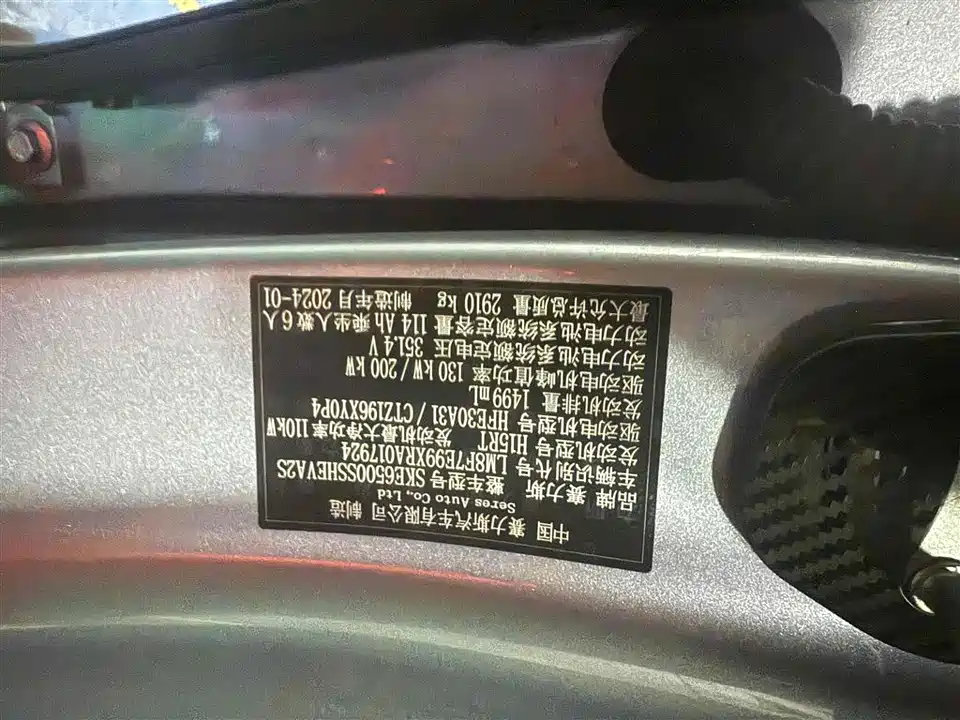 中国 赛力斯汽车有限公司 制造
Seres Auto Co., Ltd
品牌 赛力斯 整车型号 SKE6500SSHEVA2S
车辆识别代号 LM8F7E99XRA017924
发动机型号 H15RT 发动机最大净功率 110kW
驱动电机型号 HPE30A31 / CTZ196XY0P4
发动机排量 1499 mL
驱动电机峰值功率 130 kW / 200 kW
动力电池系统额定电压 351.4 V
动力电池系统额定容量 114 Ah 乘坐人数 6 人
最大允许总质量 2910 kg 制造年月 2024-01